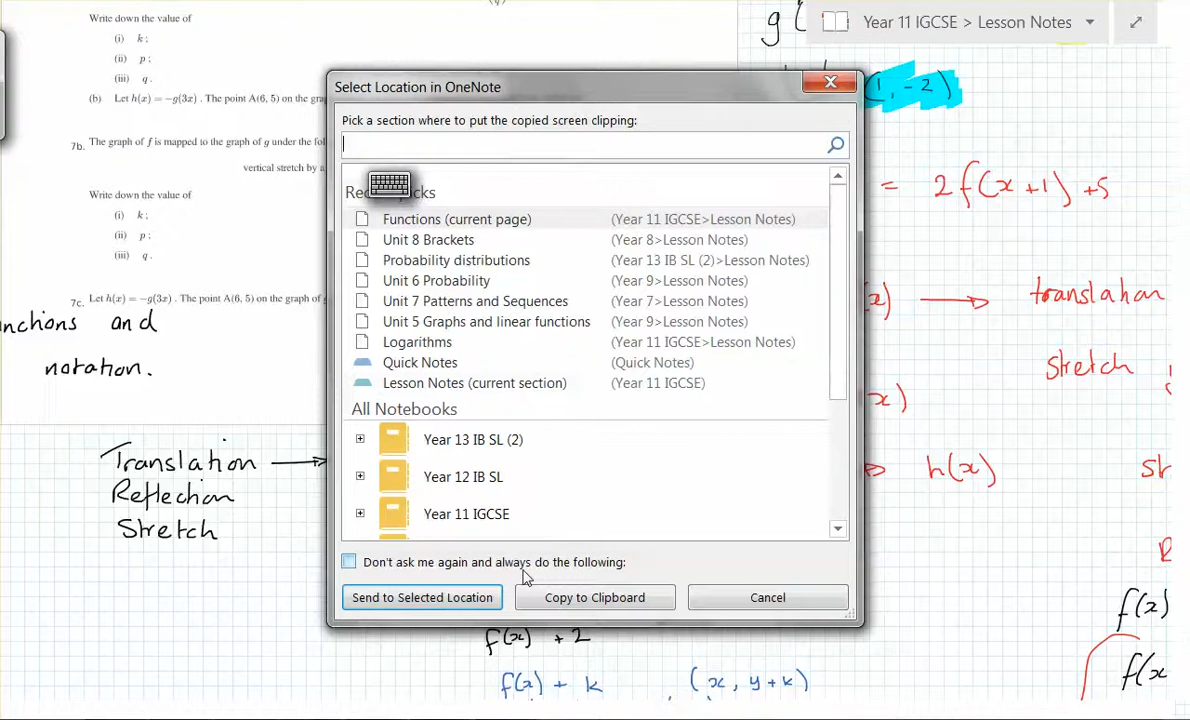 Write down the value of
(i) k ;
(ii) p ;
(iii) q .
(b) Let h(x) = −g(3x) . The point A(6, 5) on the gra
7b. The graph of f is mapped to the graph of g under the fol
vertical stretch by a
Write down the value of
(i) k ;
(ii) p ;
(iii) q .
7c. Let h(x) = −g(3x) . The point A(6, 5) on the graph of
nctions and
notation.
Translation →
Reflection
Stretch
Year 11 IGCSE > Lesson Notes
g(
(1, -2)
= 2f(x+1) +5
x) → translation
stretch
x)
h(x)
st
R
f(x)
f(x
Select Location in OneNote
Pick a section where to put the copied screen clipping:
Rec picks
Functions (current page) (Year 11 IGCSE>Lesson Notes)
Unit 8 Brackets (Year 8>Lesson Notes)
Probability distributions (Year 13 IB SL (2)>Lesson Notes)
Unit 6 Probability (Year 9>Lesson Notes)
Unit 7 Patterns and Sequences (Year 7>Lesson Notes)
Unit 5 Graphs and linear functions (Year 9>Lesson Notes)
Logarithms (Year 11 IGCSE>Lesson Notes)
Quick Notes (Quick Notes)
Lesson Notes (current section) (Year 11 IGCSE)
All Notebooks
Year 13 IB SL (2)
Year 12 IB SL
Year 11 IGCSE
Don't ask me again and always do the following:
Send to Selected Location Copy to Clipboard Cancel
f(x) + 2
f(x) + k , (x, y+k)